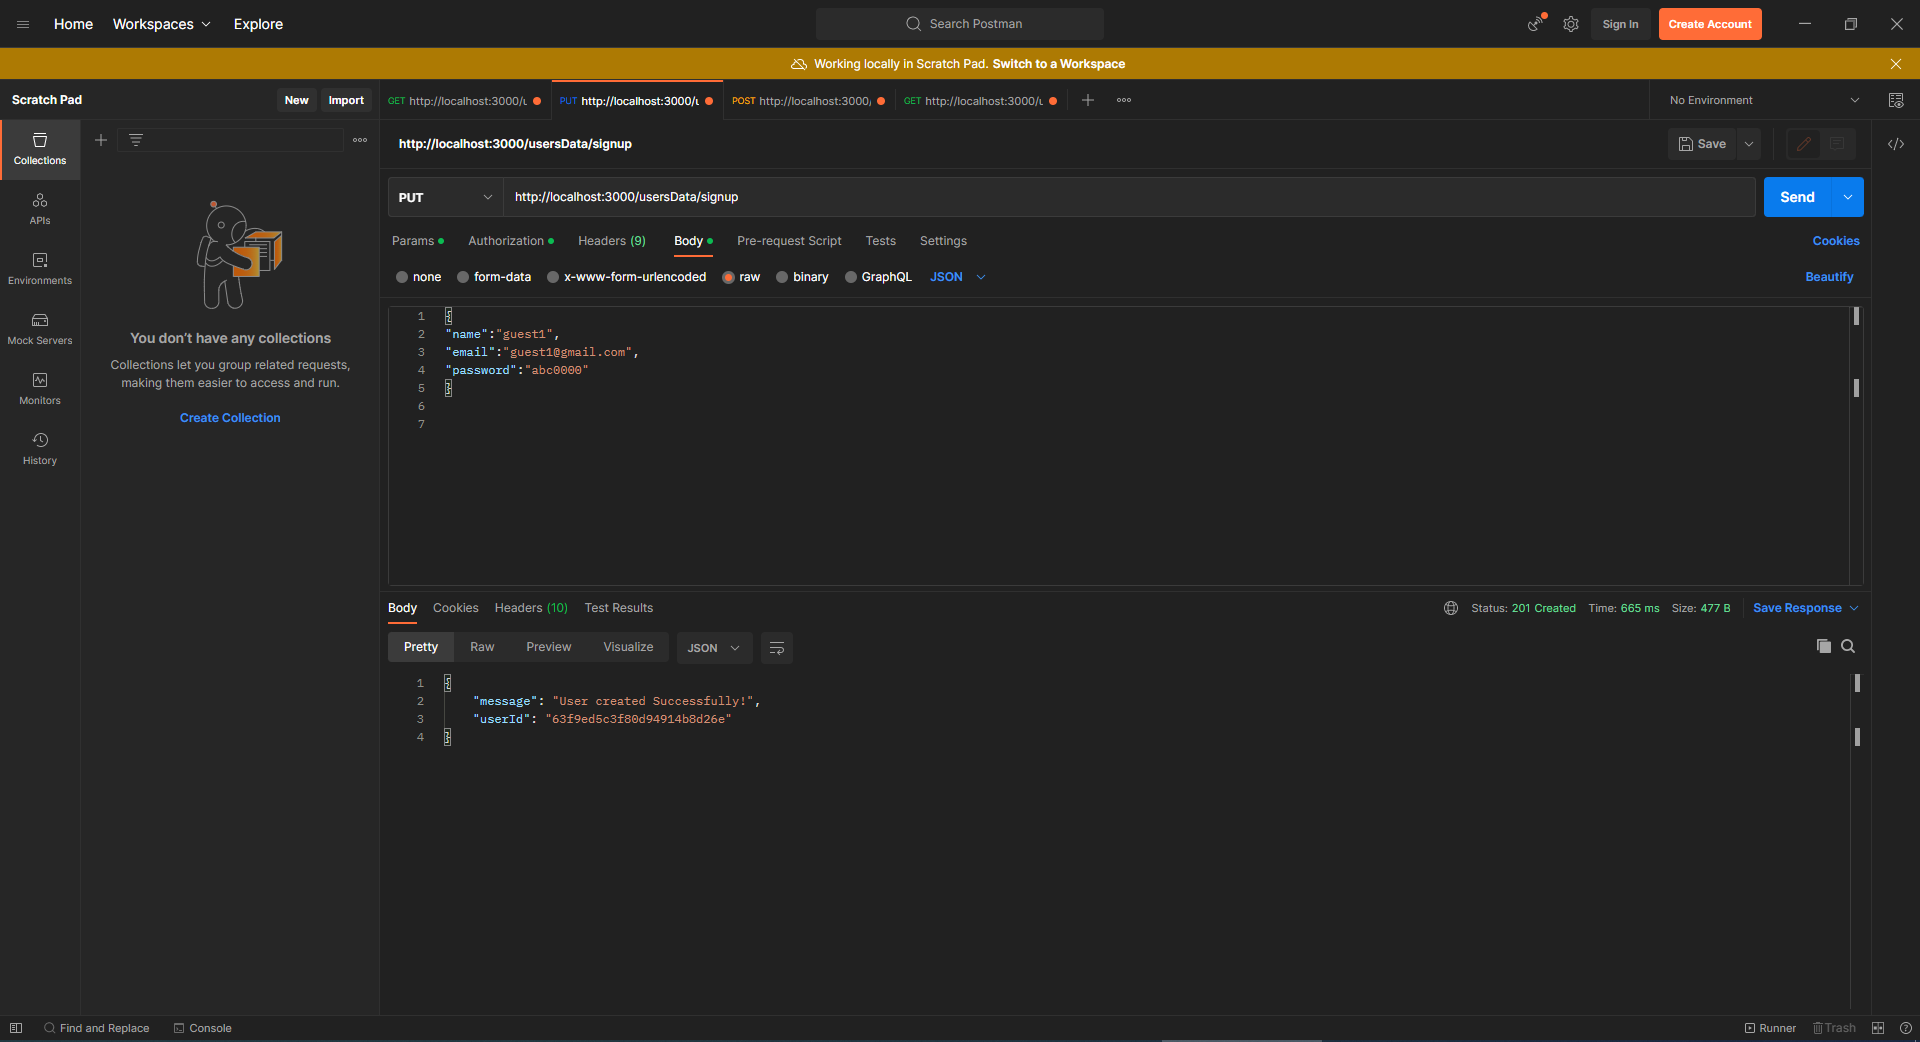 Home Workspaces Explore Search Postman Sign In Create Account
Working locally in Scratch Pad. Switch to a Workspace
Scratch Pad New Import GET http://localhost:3000/u PUT http://localhost:3000/u POST http://localhost:3000/ GET http://localhost:3000/u No Environment
Collections
APIs
Environments
Mock Servers
Monitors
History
You don't have any collections
Collections let you group related requests,
making them easier to access and run.
Create Collection
http://localhost:3000/usersData/signup Save
PUT http://localhost:3000/usersData/signup Send
Params Authorization Headers (9) Body Pre-request Script Tests Settings Cookies
none form-data x-www-form-urlencoded raw binary GraphQL JSON Beautify
1 {
2 "name":"guest1",
3 "email":"guest1@gmail.com",
4 "password":"abc0000"
5 }
6
7
Body Cookies Headers (10) Test Results Status: 201 Created Time: 665 ms Size: 477 B Save Response
Pretty Raw Preview Visualize JSON
1 {
2 "message": "User created Successfully!",
3 "userId": "63f9ed5c3f80d94914b8d26e"
4 }
Find and Replace Console Runner Trash